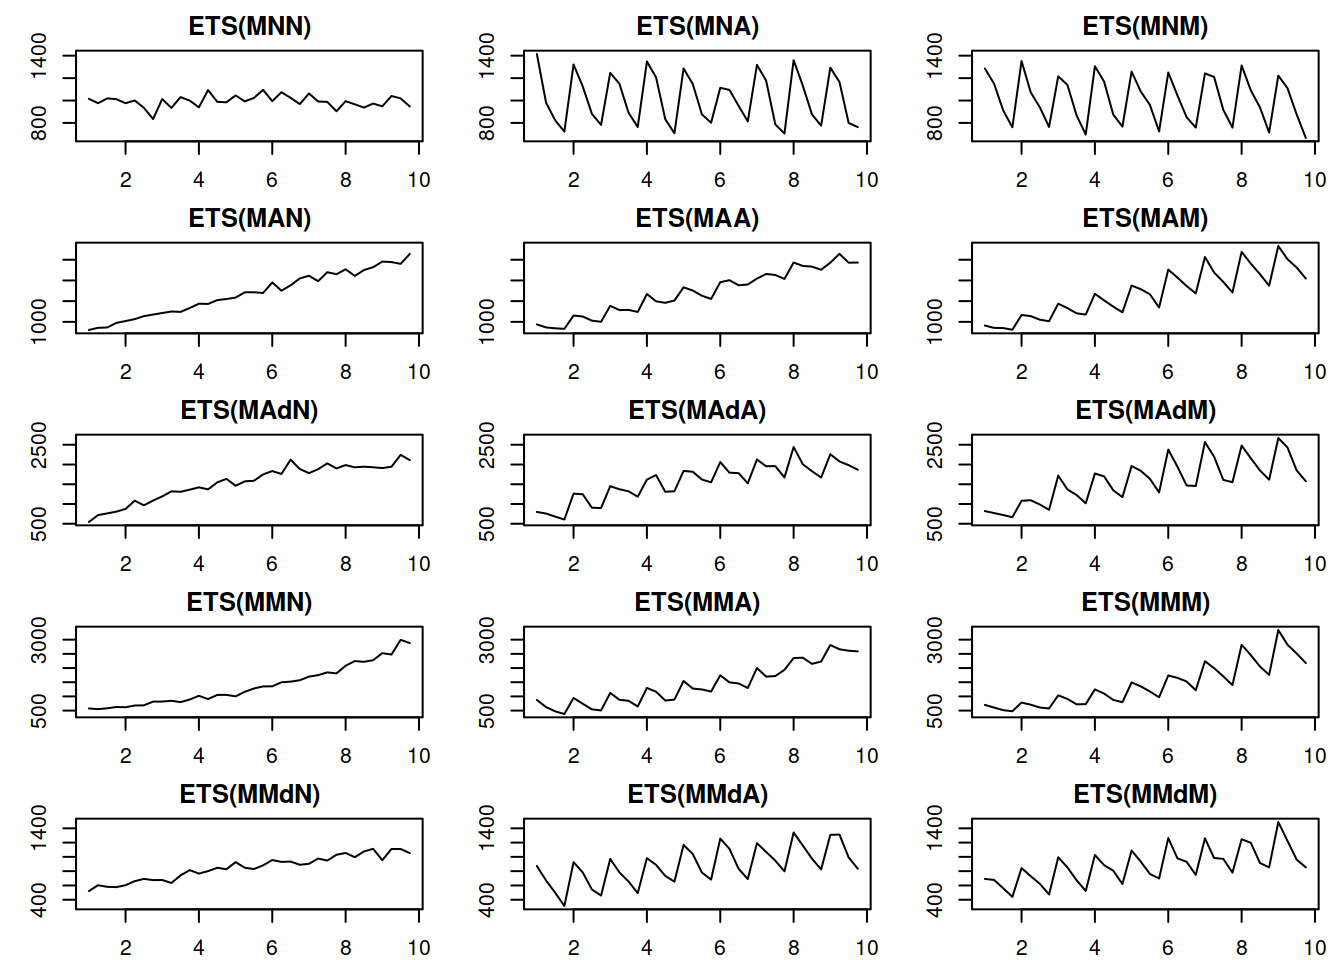 ETS(MNN) ETS(MNA) ETS(MNM)
1400 1400 1400
800 800 800
2 4 6 8 10 2 4 6 8 10 2 4 6 8 10
ETS(MAN) ETS(MAA) ETS(MAM)
1000 1000 1000
2 4 6 8 10 2 4 6 8 10 2 4 6 8 10
ETS(MAdN) ETS(MAdA) ETS(MAdM)
2500 2500 2500
500 500 500
2 4 6 8 10 2 4 6 8 10 2 4 6 8 10
ETS(MMN) ETS(MMA) ETS(MMM)
3000 3000 3000
500 500 500
2 4 6 8 10 2 4 6 8 10 2 4 6 8 10
ETS(MMdN) ETS(MMdA) ETS(MMdM)
1400 1400 1400
400 400 400
2 4 6 8 10 2 4 6 8 10 2 4 6 8 10